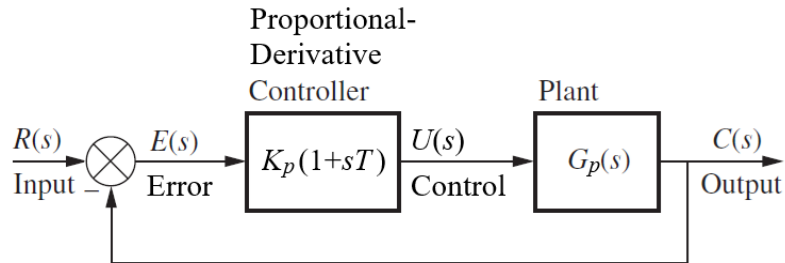 Proportional-
Derivative
Controller
Plant
R(s)
E(s)
U(s)
C(s)
Kp(1+sT)
Gp(s)
Input
–
Error
Control
Output